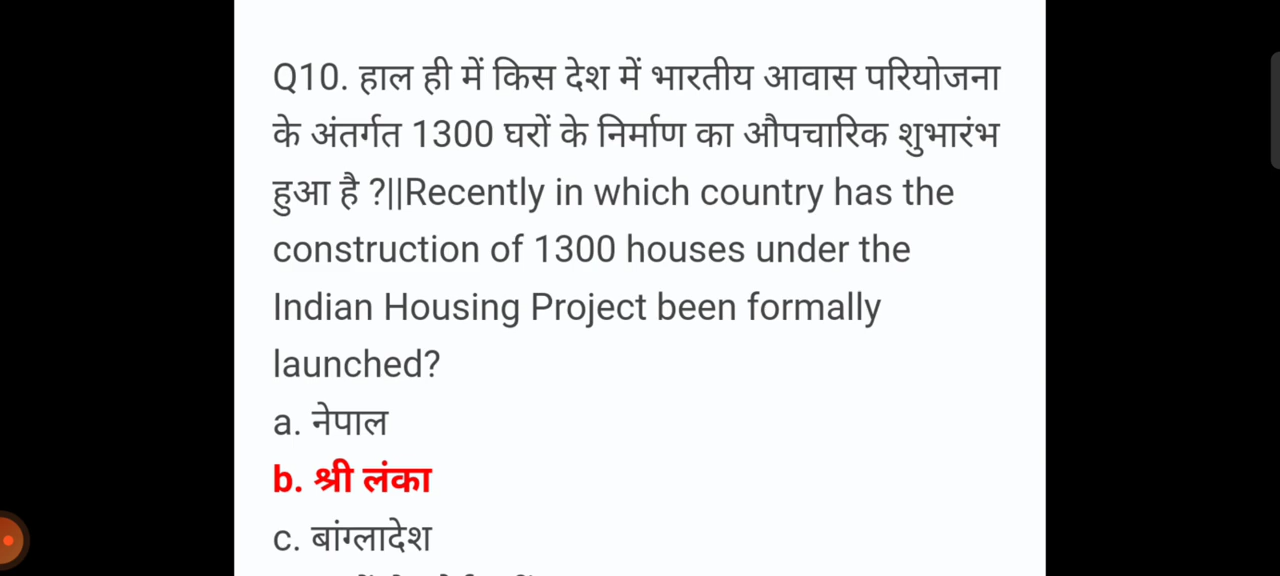 Q10. हाल ही में किस देश में भारतीय आवास परियोजना
के अंतर्गत 1300 घरों के निर्माण का औपचारिक शुभारंभ
हुआ है ?||Recently in which country has the
construction of 1300 houses under the
Indian Housing Project been formally
launched?
a. नेपाल
b. श्री लंका
c. बांग्लादेश